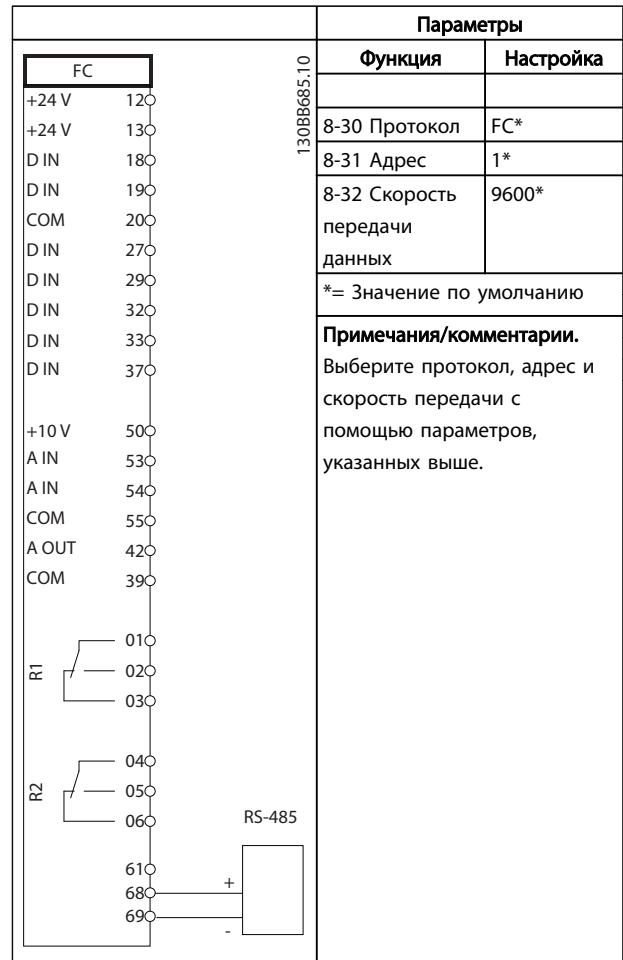 FC
130BB685.10
+24 V 12
+24 V 13
D IN 18
D IN 19
COM 20
D IN 27
D IN 29
D IN 32
D IN 33
D IN 37
+10 V 50
A IN 53
A IN 54
COM 55
A OUT 42
COM 39
R1
01
02
03
R2
04
05
06
RS-485
61
68
69
+
-
Параметры
Функция Настройка
8-30 Протокол FC*
8-31 Адрес 1*
8-32 Скорость 9600*
передачи
данных
*= Значение по умолчанию
Примечания/комментарии.
Выберите протокол, адрес и
скорость передачи с
помощью параметров,
указанных выше.